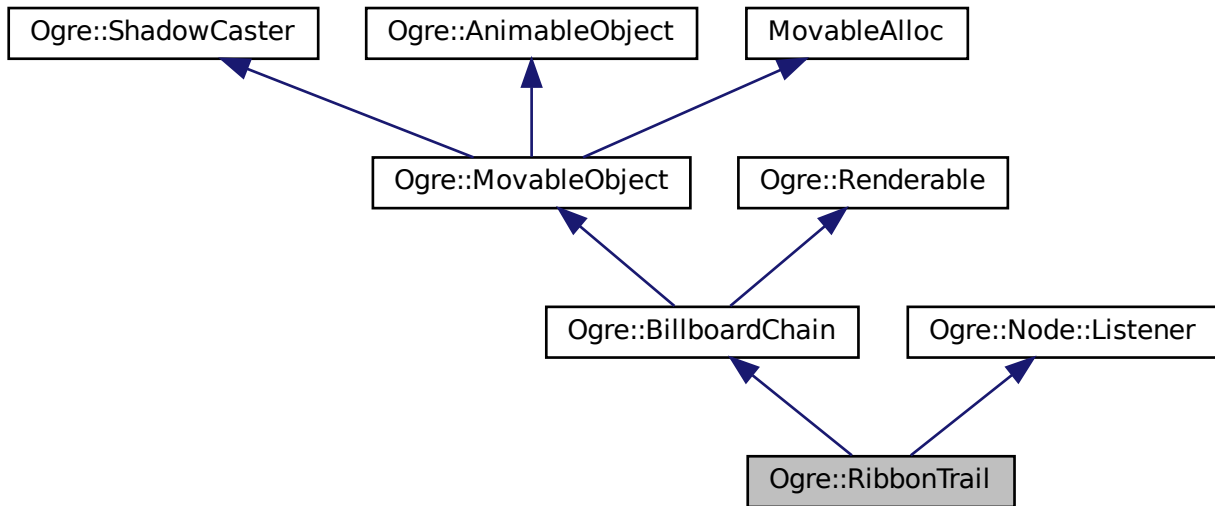 Ogre::ShadowCaster
Ogre::AnimableObject
MovableAlloc
Ogre::MovableObject
Ogre::Renderable
Ogre::BillboardChain
Ogre::Node::Listener
Ogre::RibbonTrail